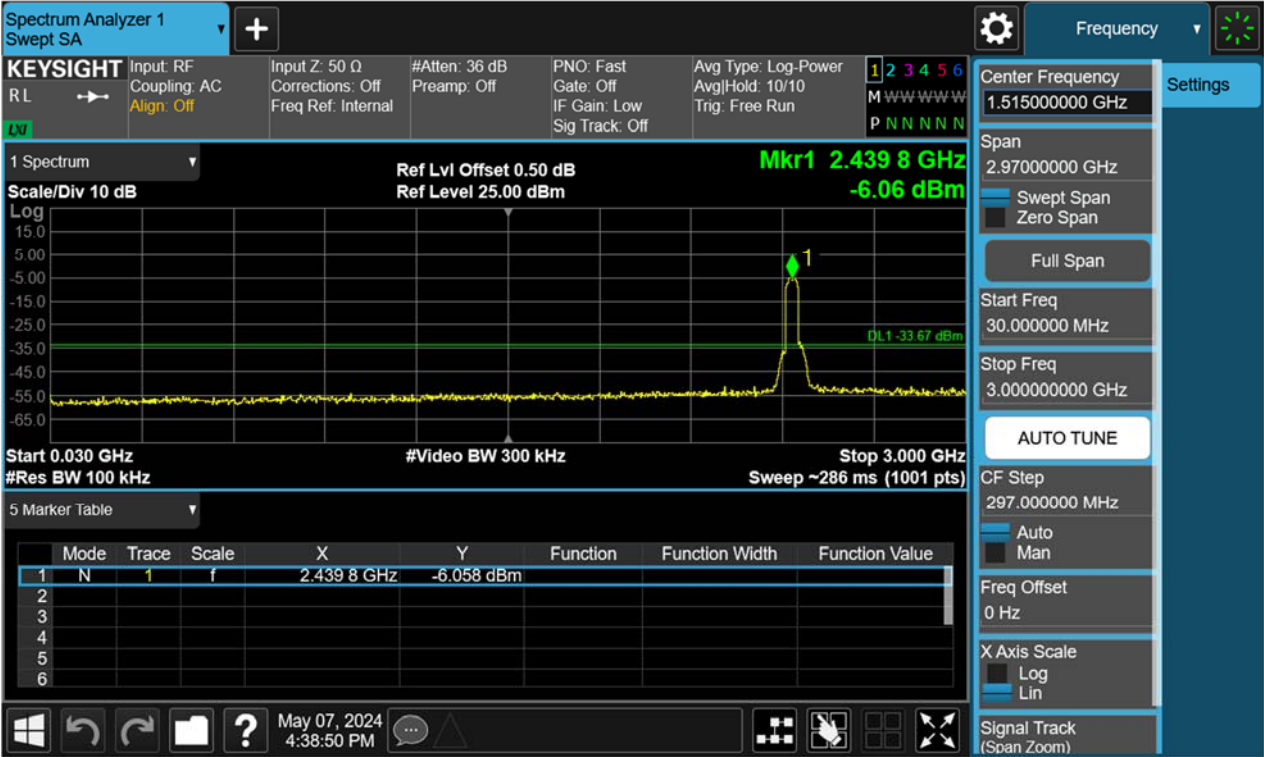 Spectrum Analyzer 1
Swept SA
Frequency
KEYSIGHT
R L
LXI
Input: RF
Coupling: AC
Align: Off
Input Z: 50 Ω
Corrections: Off
Freq Ref: Internal
#Atten: 36 dB
Preamp: Off
PNO: Fast
Gate: Off
IF Gain: Low
Sig Track: Off
Avg Type: Log-Power
Avg|Hold: 10/10
Trig: Free Run
1 2 3 4 5 6
M W W W W W
P N N N N N
1 Spectrum
Scale/Div 10 dB
Ref Lvl Offset 0.50 dB
Ref Level 25.00 dBm
Mkr1 2.439 8 GHz
-6.06 dBm
Log
15.0
5.00
-5.00
-15.0
-25.0
-35.0
-45.0
-55.0
-65.0
1
DL1 -33.67 dBm
Start 0.030 GHz
#Video BW 300 kHz
Stop 3.000 GHz
#Res BW 100 kHz
Sweep ~286 ms (1001 pts)
5 Marker Table
Mode Trace Scale X Y Function Function Width Function Value
1 N 1 f 2.439 8 GHz -6.058 dBm
2
3
4
5
6
May 07, 2024
4:38:50 PM
Settings
Center Frequency
1.515000000 GHz
Span
2.97000000 GHz
Swept Span
Zero Span
Full Span
Start Freq
30.000000 MHz
Stop Freq
3.000000000 GHz
AUTO TUNE
CF Step
297.000000 MHz
Auto
Man
Freq Offset
0 Hz
X Axis Scale
Log
Lin
Signal Track
(Span Zoom)